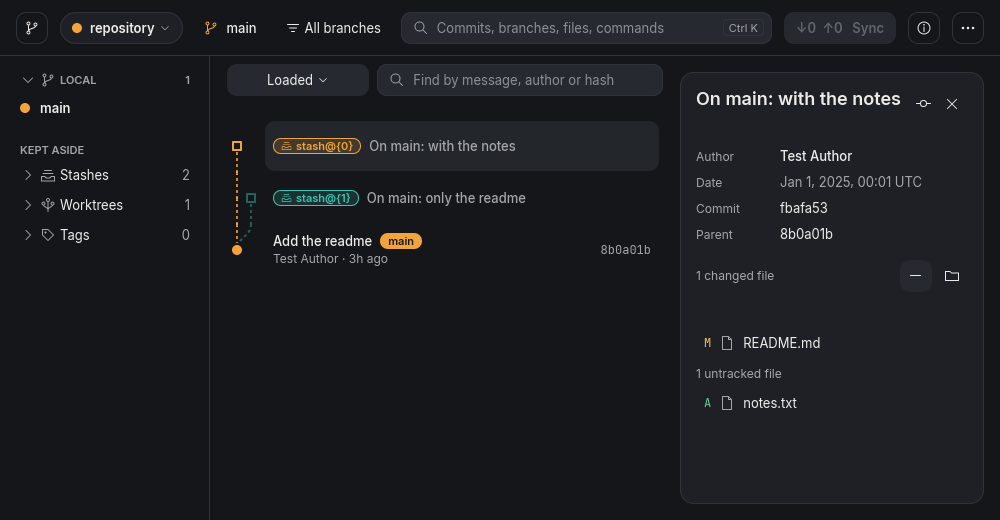 repository
main
All branches
Commits, branches, files, commands
Ctrl K
↓0 ↑0 Sync
LOCAL 1
main
KEPT ASIDE
Stashes 2
Worktrees 1
Tags 0
Loaded
Find by message, author or hash
stash@{0} On main: with the notes
stash@{1} On main: only the readme
Add the readme main
Test Author · 3h ago
8b0a01b
On main: with the notes
Author Test Author
Date Jan 1, 2025, 00:01 UTC
Commit fbafa53
Parent 8b0a01b
1 changed file
M README.md
1 untracked file
A notes.txt